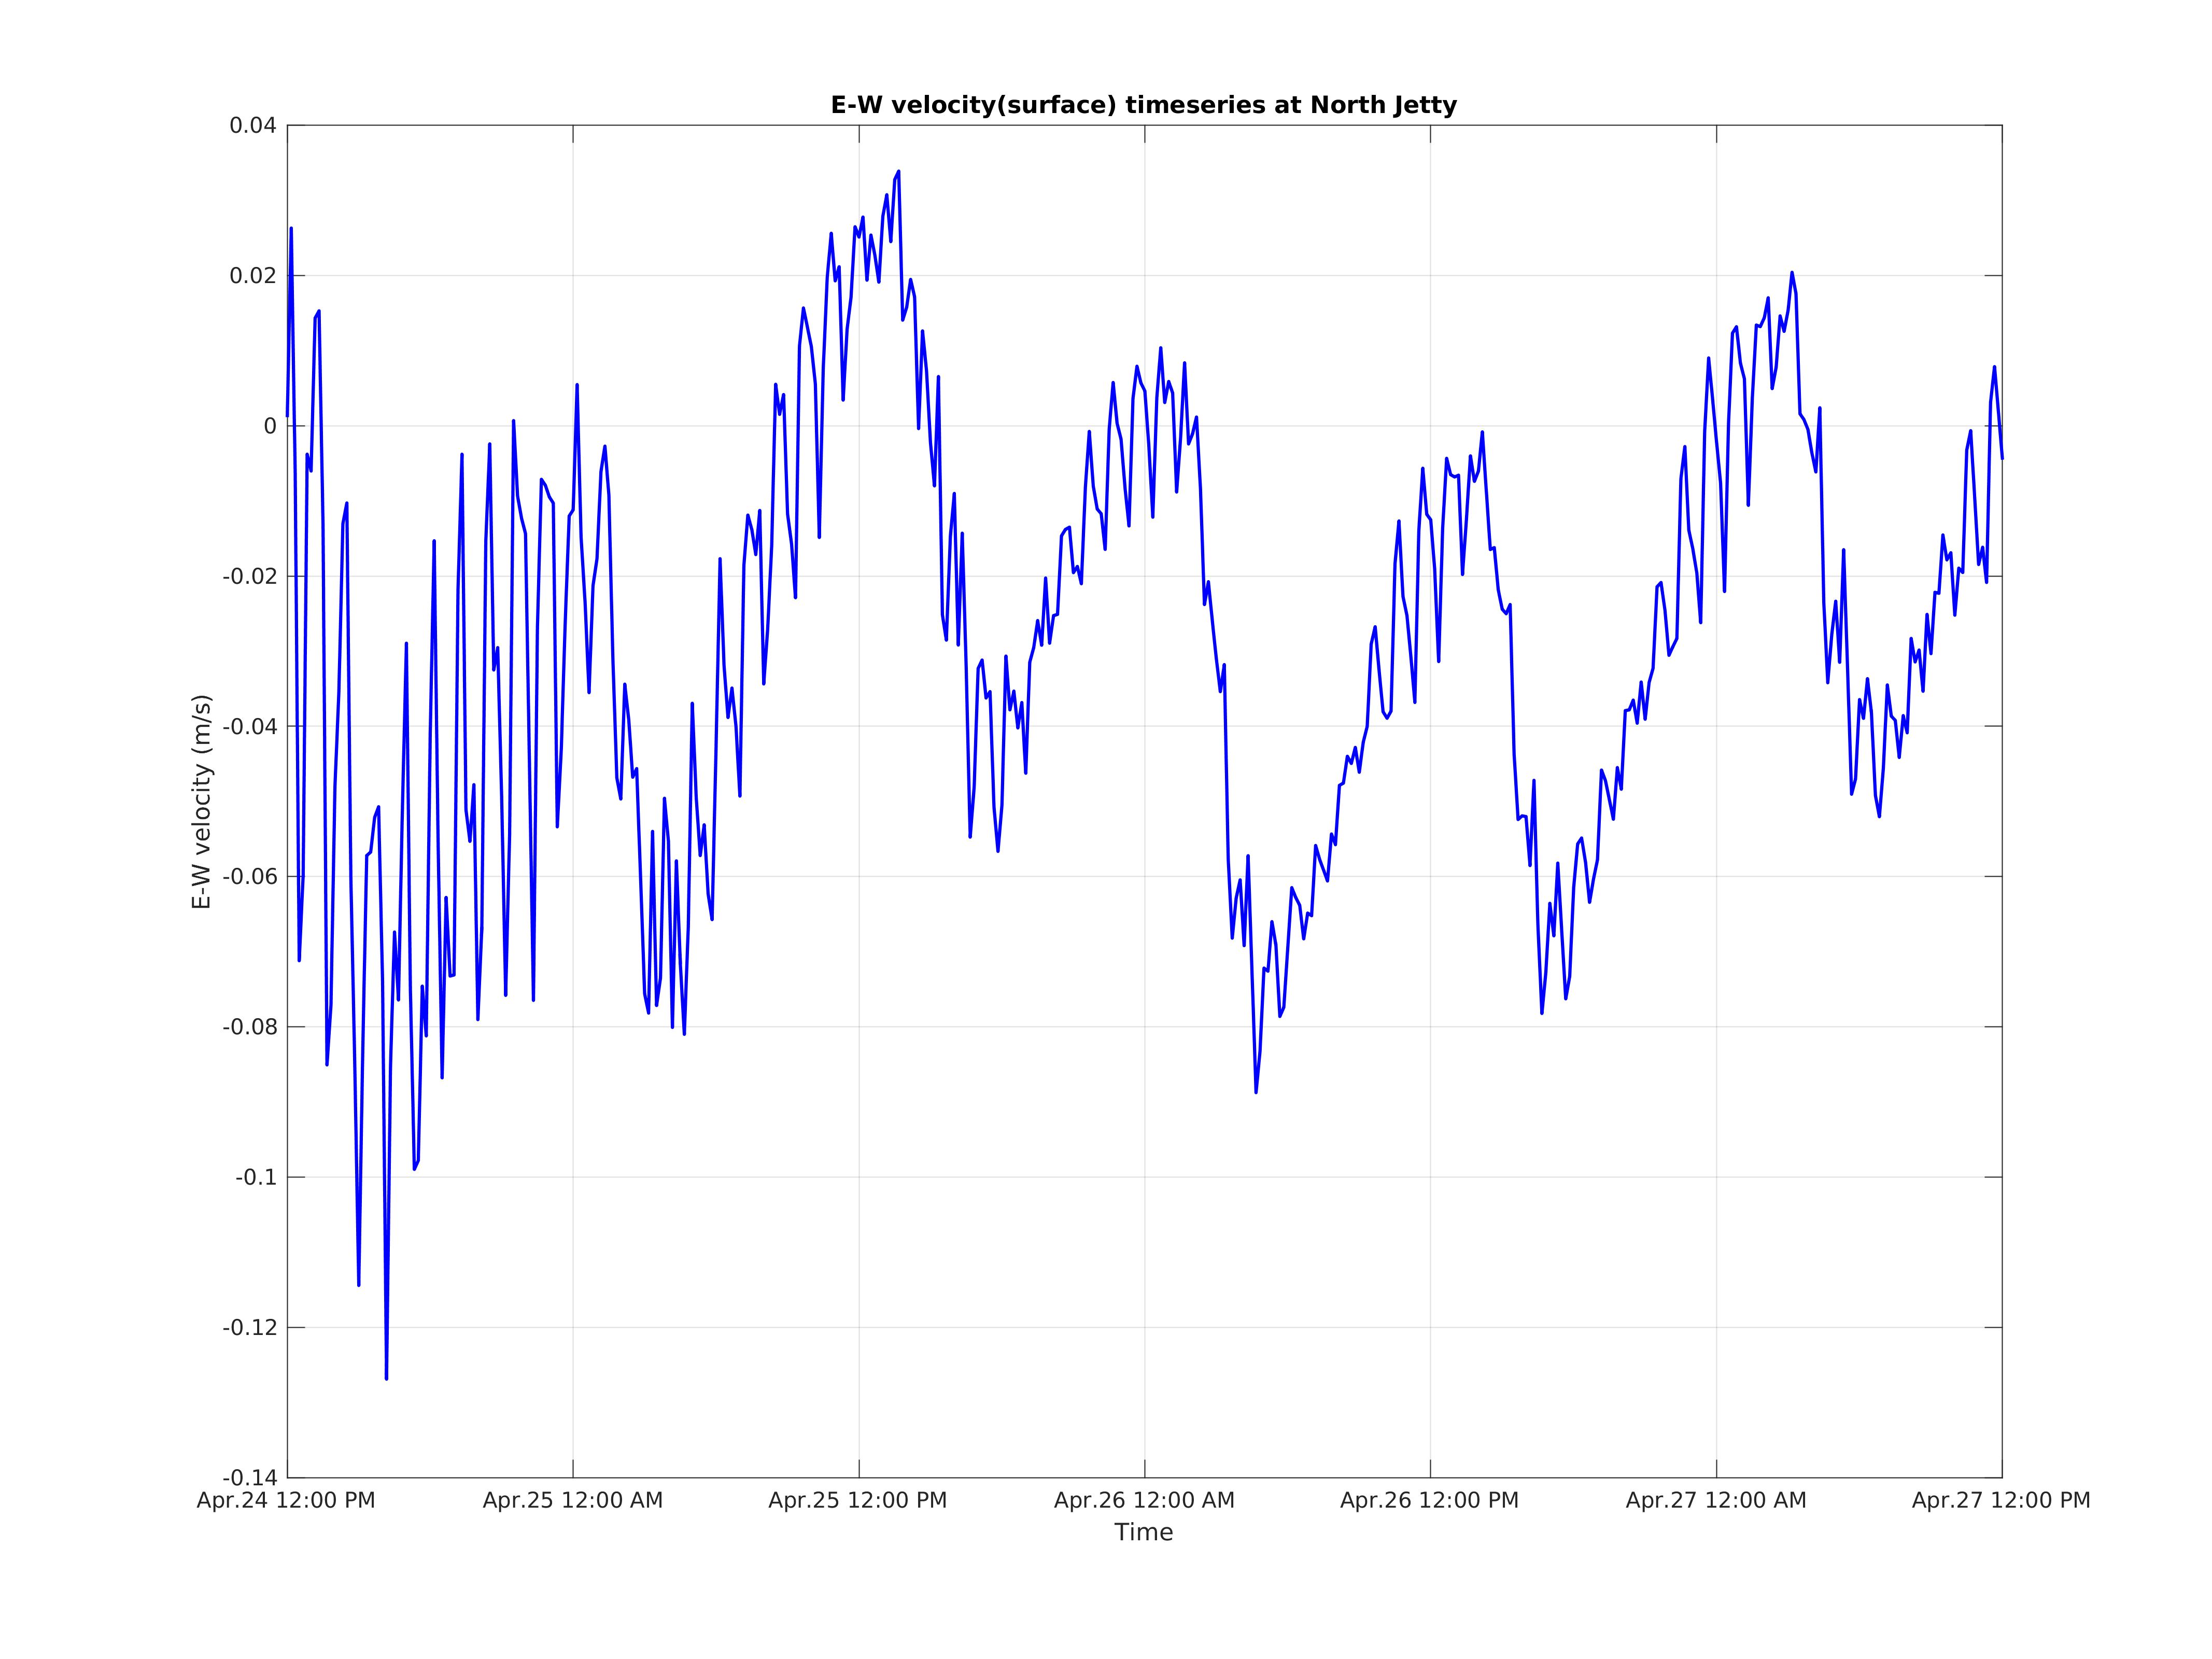 E-W velocity(surface) timeseries at North Jetty
0.04
0.02
0
-0.02
-0.04
-0.06
-0.08
-0.1
-0.12
-0.14
E-W velocity (m/s)
Apr.24 12:00 PM Apr.25 12:00 AM Apr.25 12:00 PM Apr.26 12:00 AM Apr.26 12:00 PM Apr.27 12:00 AM Apr.27 12:00 PM
Time